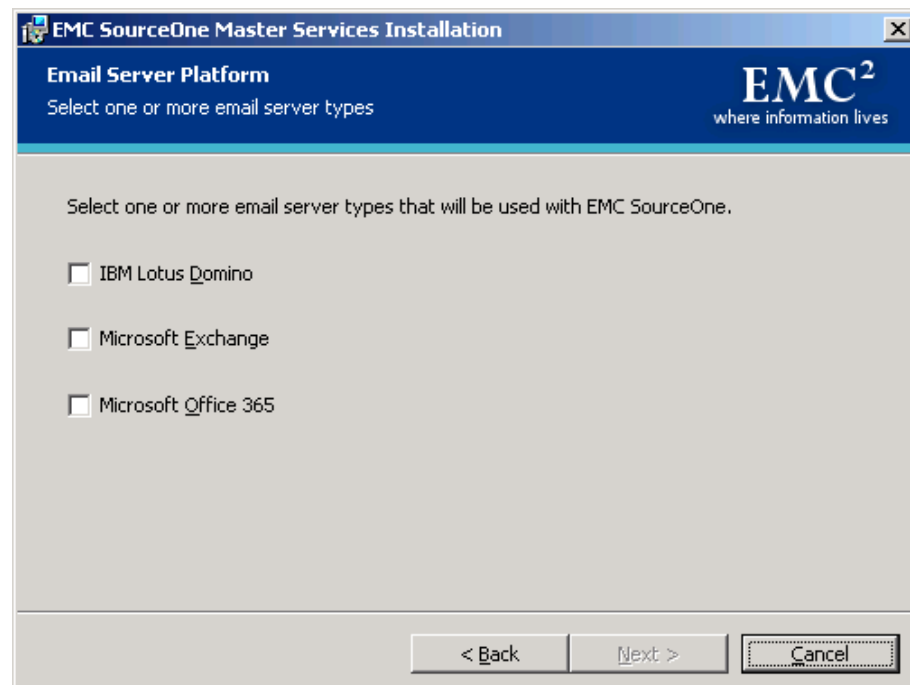 EMC SourceOne Master Services Installation
Email Server Platform
Select one or more email server types
EMC²
where information lives
Select one or more email server types that will be used with EMC SourceOne.
IBM Lotus Domino
Microsoft Exchange
Microsoft Office 365
< Back
Next >
Cancel